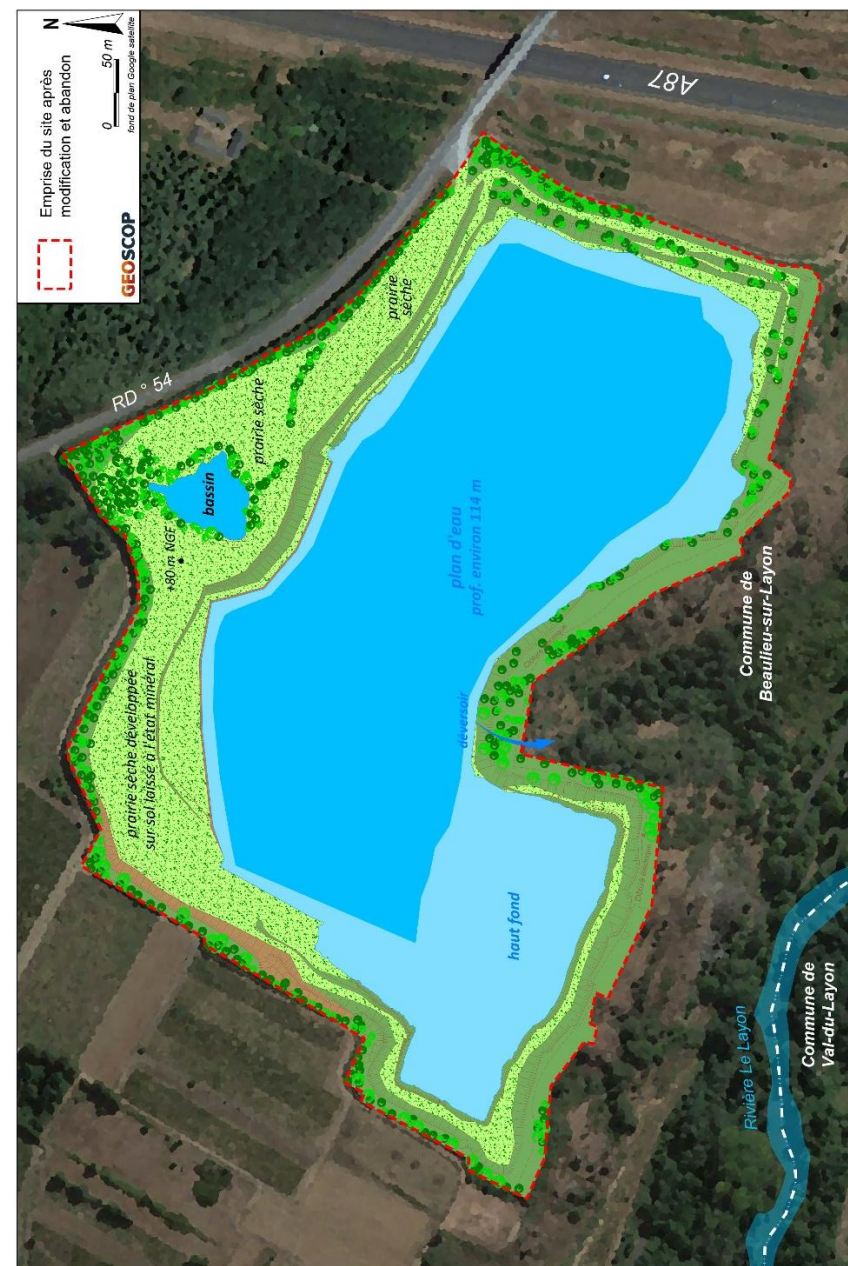 N
0 50 m
fond de plan Google satellite
Emprise du site après
modification et abandon
GEOSCOP
A87
RD ° 54
prairie
sèche
prairie sèche
bassin
+80 m NGF
prairie sèche développée
sur sol laissé à l'état minéral
plan d'eau
prof. environ 114 m
déversoir
haut fond
Commune de
Beaulieu-sur-Layon
Rivière Le Layon
Commune de
Val-du-Layon